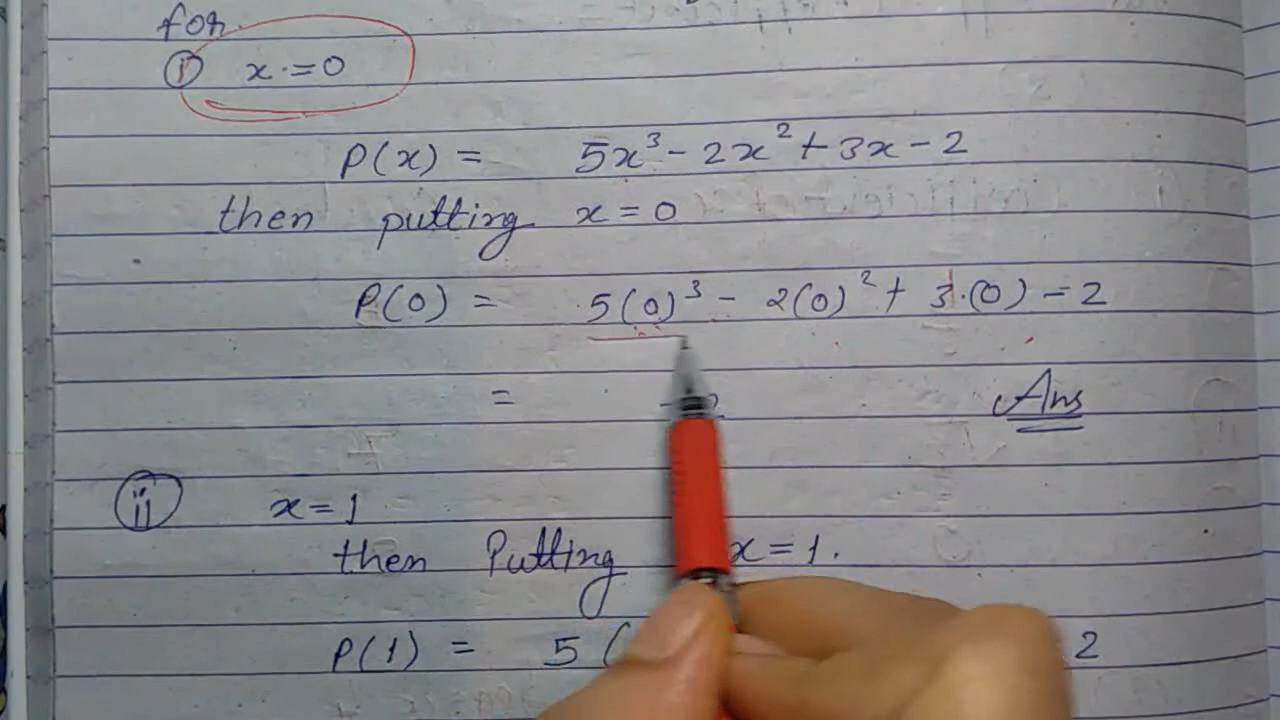 for
(i) x = 0
P(x) = 5x³ - 2x² + 3x - 2
then putting x = 0
P(0) = 5(0)³ - 2(0)² + 3.(0) - 2
= Ans
(ii) x = 1
then Putting x = 1.
P(1) = 5( 2